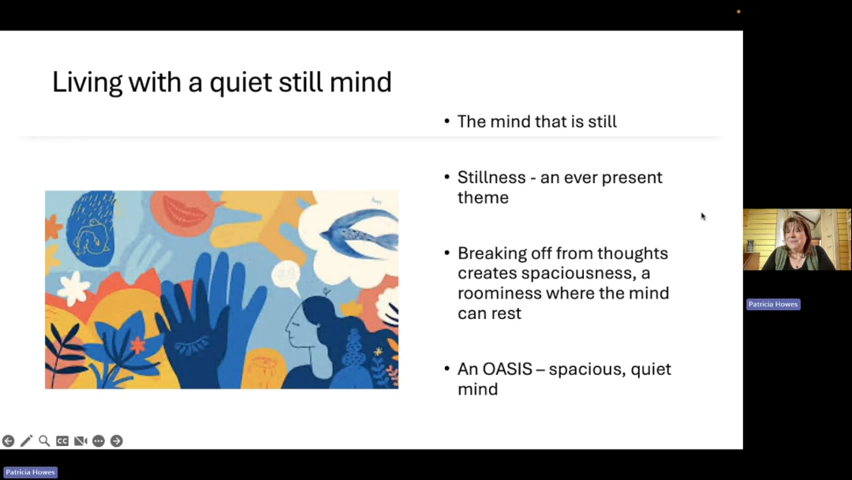 Living with a quiet still mind
• The mind that is still
• Stillness - an ever present
theme
• Breaking off from thoughts
creates spaciousness, a
roominess where the mind
can rest
• An OASIS – spacious, quiet
mind
CC
Patricia Howes
Patricia Howes